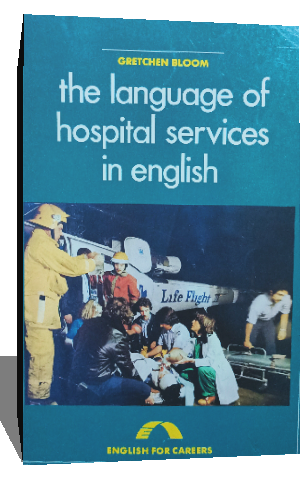 GRETCHEN BLOOM
the language of
hospital services
in english
Life Flight
ENGLISH FOR CAREERS